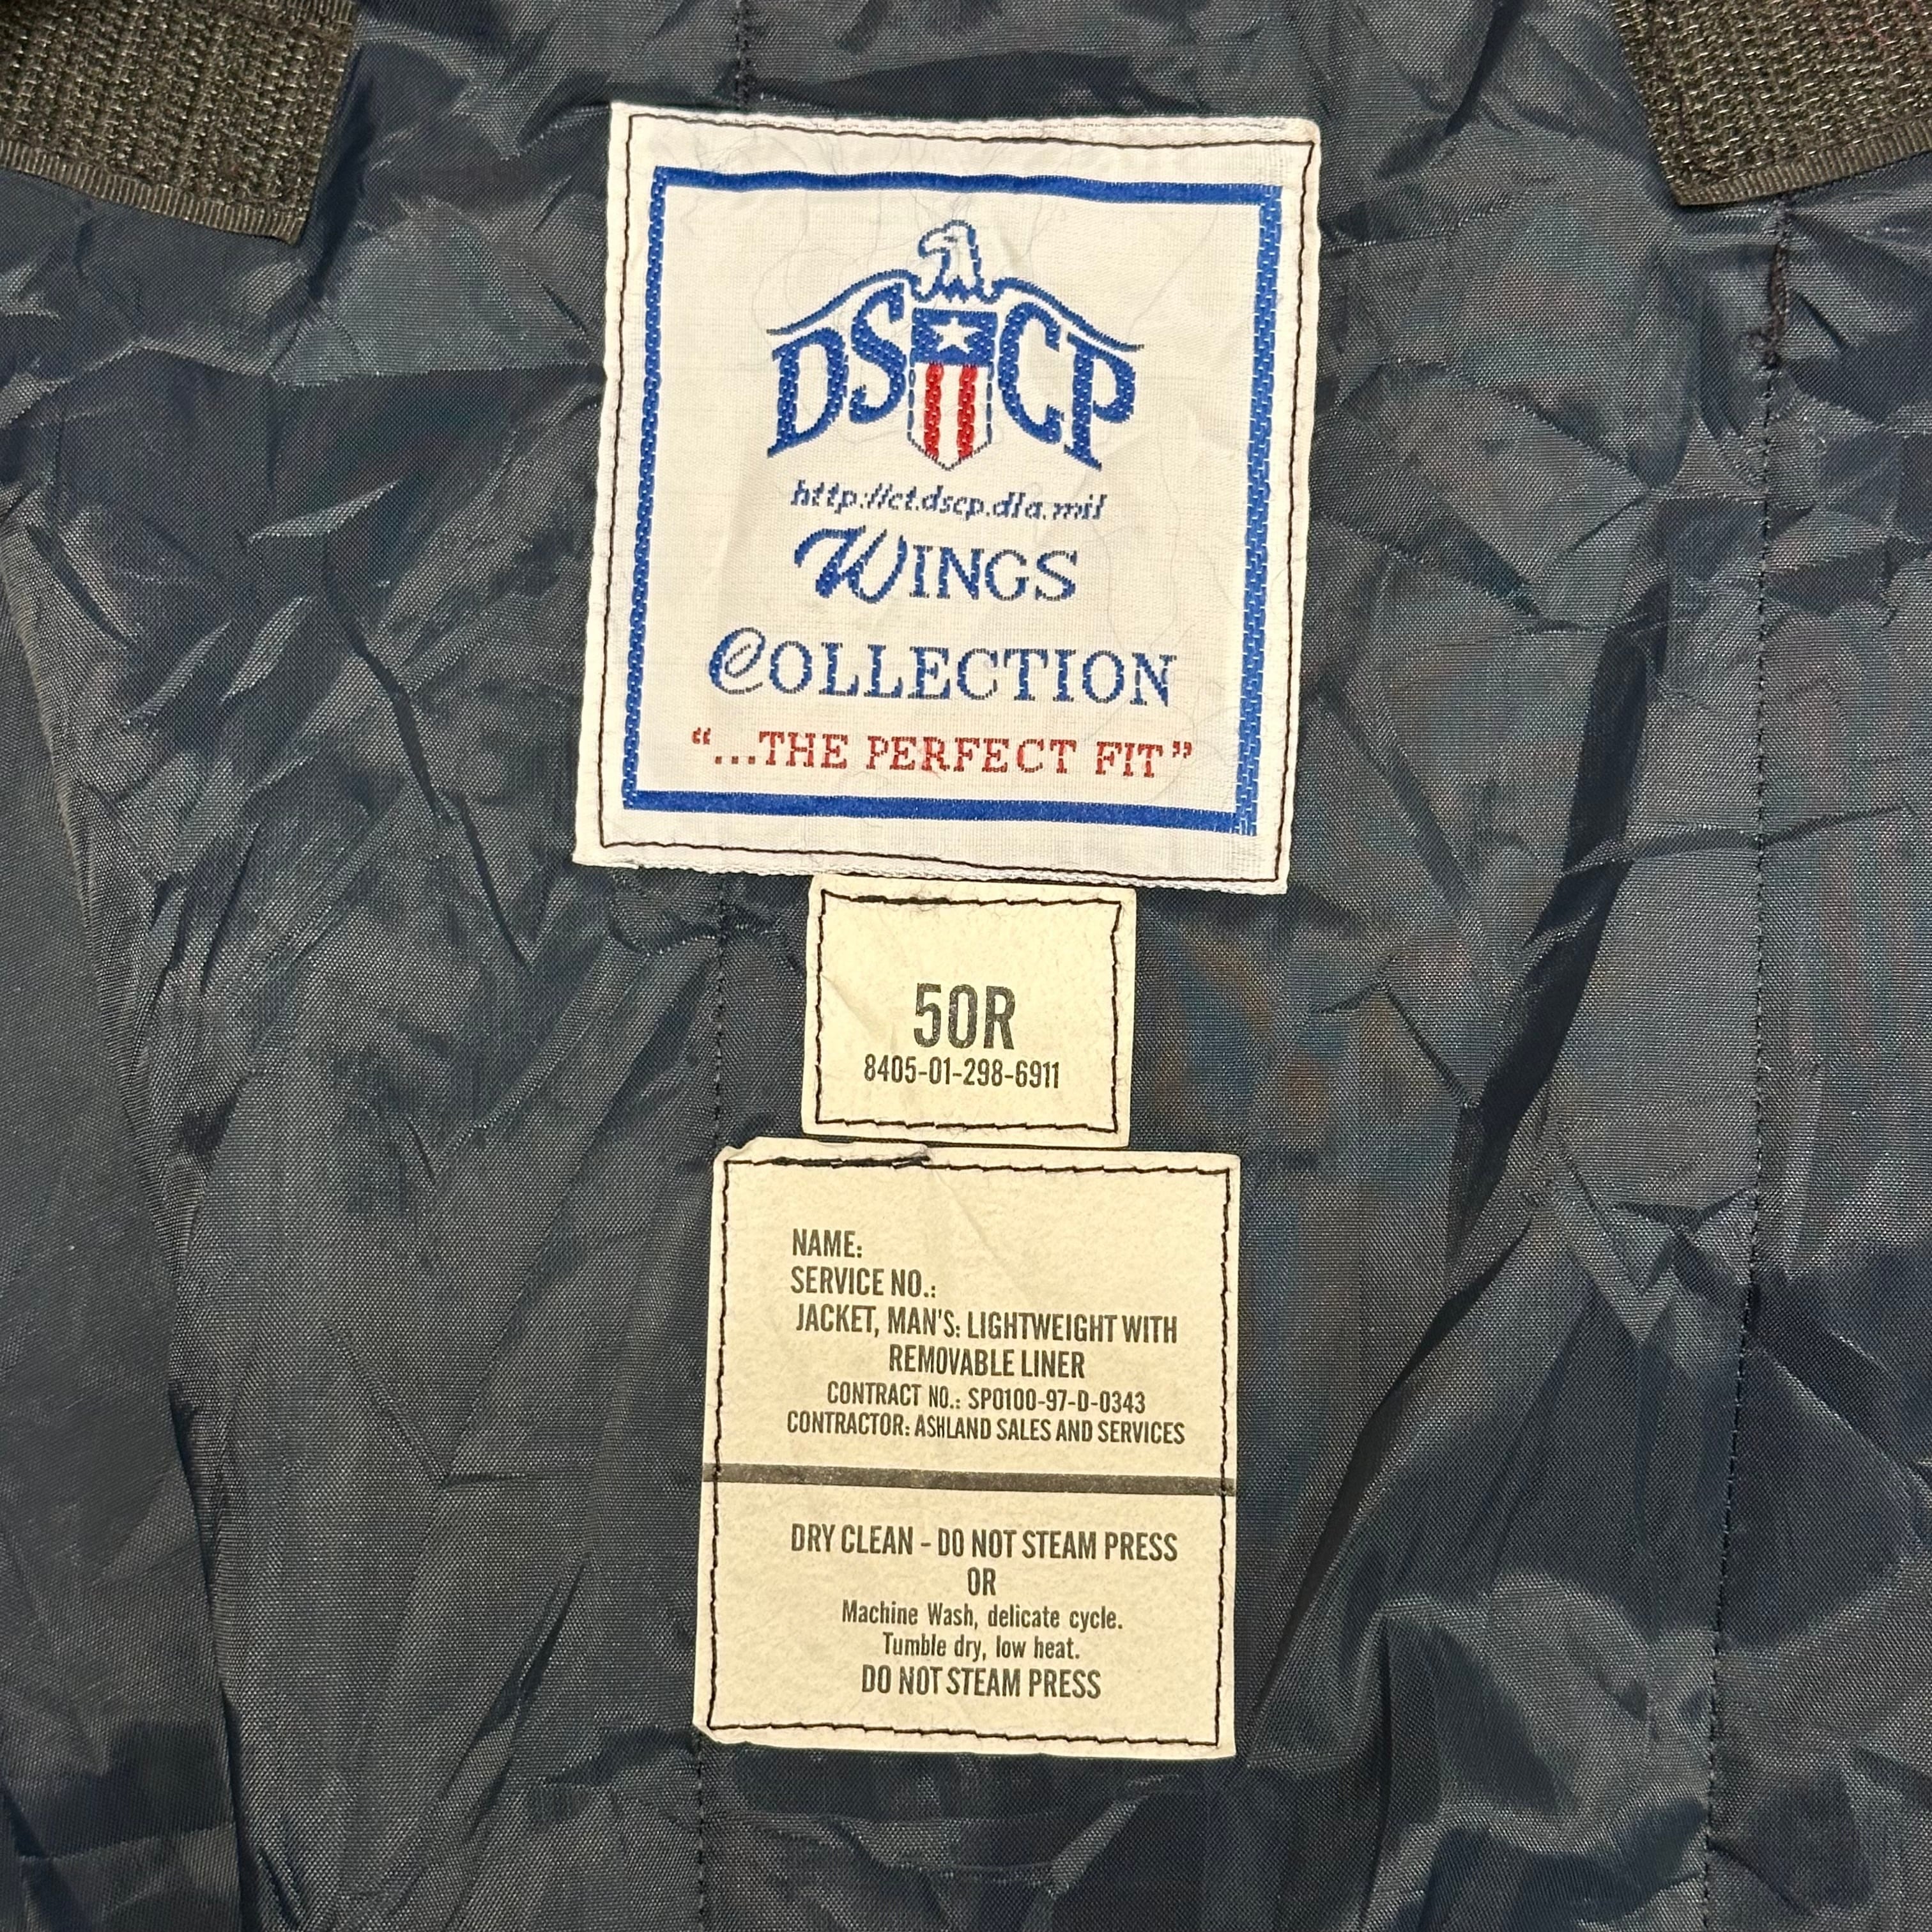 DSCP
http://ct.dscp.dla.mil
WINGS
COLLECTION
"...THE PERFECT FIT"
50R
8405-01-298-6911
NAME:
SERVICE NO.:
JACKET, MAN'S: LIGHTWEIGHT WITH
REMOVABLE LINER
CONTRACT NO.: SPO100-97-D-0343
CONTRACTOR: ASHLAND SALES AND SERVICES
DRY CLEAN - DO NOT STEAM PRESS
OR
Machine Wash, delicate cycle.
Tumble dry, low heat.
DO NOT STEAM PRESS